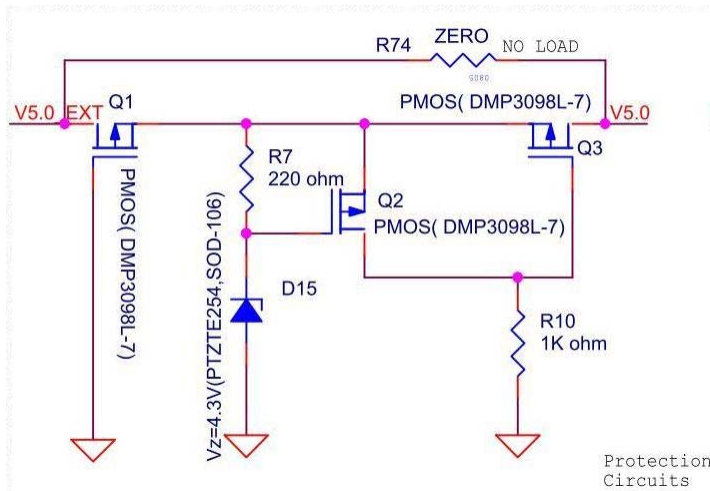 R74
ZERO
NO LOAD
0805
V5.0_EXT
Q1
PMOS( DMP3098L-7)
V5.0
Q3
R7
220 ohm
Q2
PMOS( DMP3098L-7)
PMOS( DMP3098L-7)
Vz=4.3V(PTZTE254,SOD-106)
D15
R10
1K ohm
Protection
Circuits